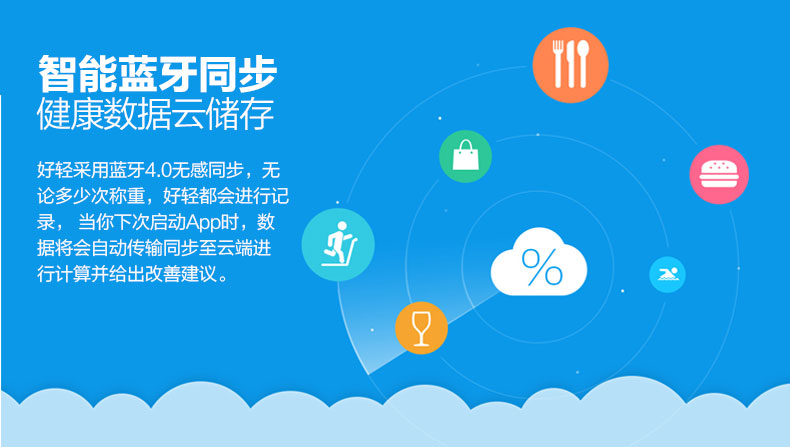 智能蓝牙同步
健康数据云储存
好轻采用蓝牙4.0无感同步，无
论多少次称重，好轻都会进行记
录， 当你下次启动App时，数
据将会自动传输同步至云端进
行计算并给出改善建议。
%